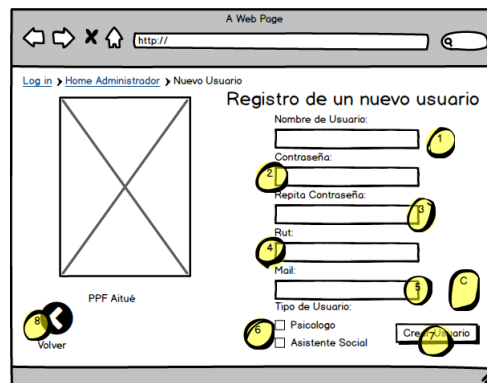 A Web Page
http://
Log in > Home Administrador > Nuevo Usuario
Registro de un nuevo usuario
Nombre de Usuario:
1
Contraseña:
2
Repita Contraseña:
3
Rut:
4
Mail:
5
C
PPF Aitué
Tipo de Usuario:
8
6
Psicologo
Crear Usuario
7
Volver
Asistente Social